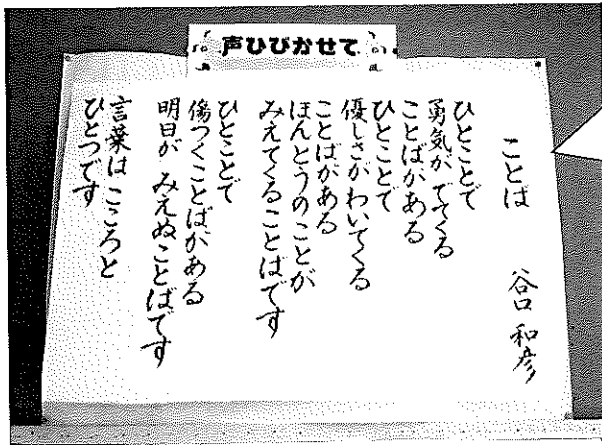 声ひびかせて
ことば
谷口 和彦
ひとことで
勇気が でてくる
ことばがある
ひとことで
優しさがわいてくる
ことばがある
ほんとうのことが
みえてくることばです
ひとことで
傷つくことばがある
明日が みえぬことばです
言葉は こころと
ひとつです